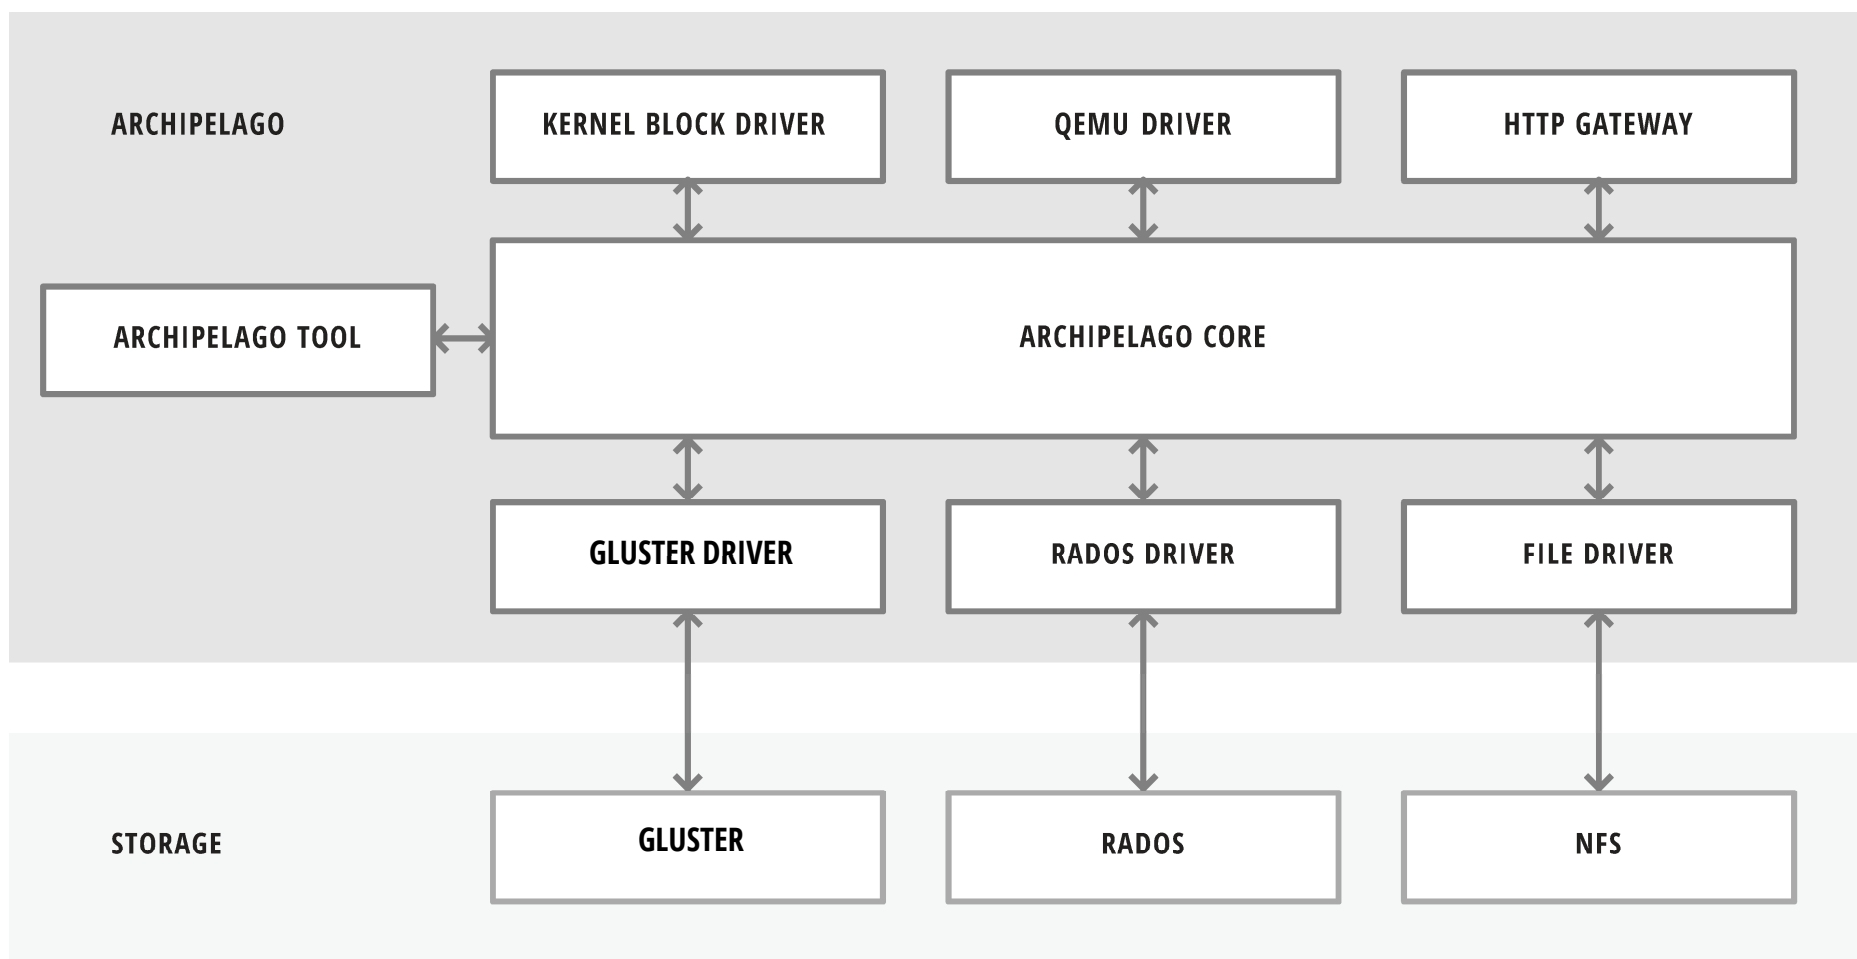 ARCHIPELAGO
KERNEL BLOCK DRIVER
QEMU DRIVER
HTTP GATEWAY
ARCHIPELAGO TOOL
ARCHIPELAGO CORE
GLUSTER DRIVER
RADOS DRIVER
FILE DRIVER
STORAGE
GLUSTER
RADOS
NFS